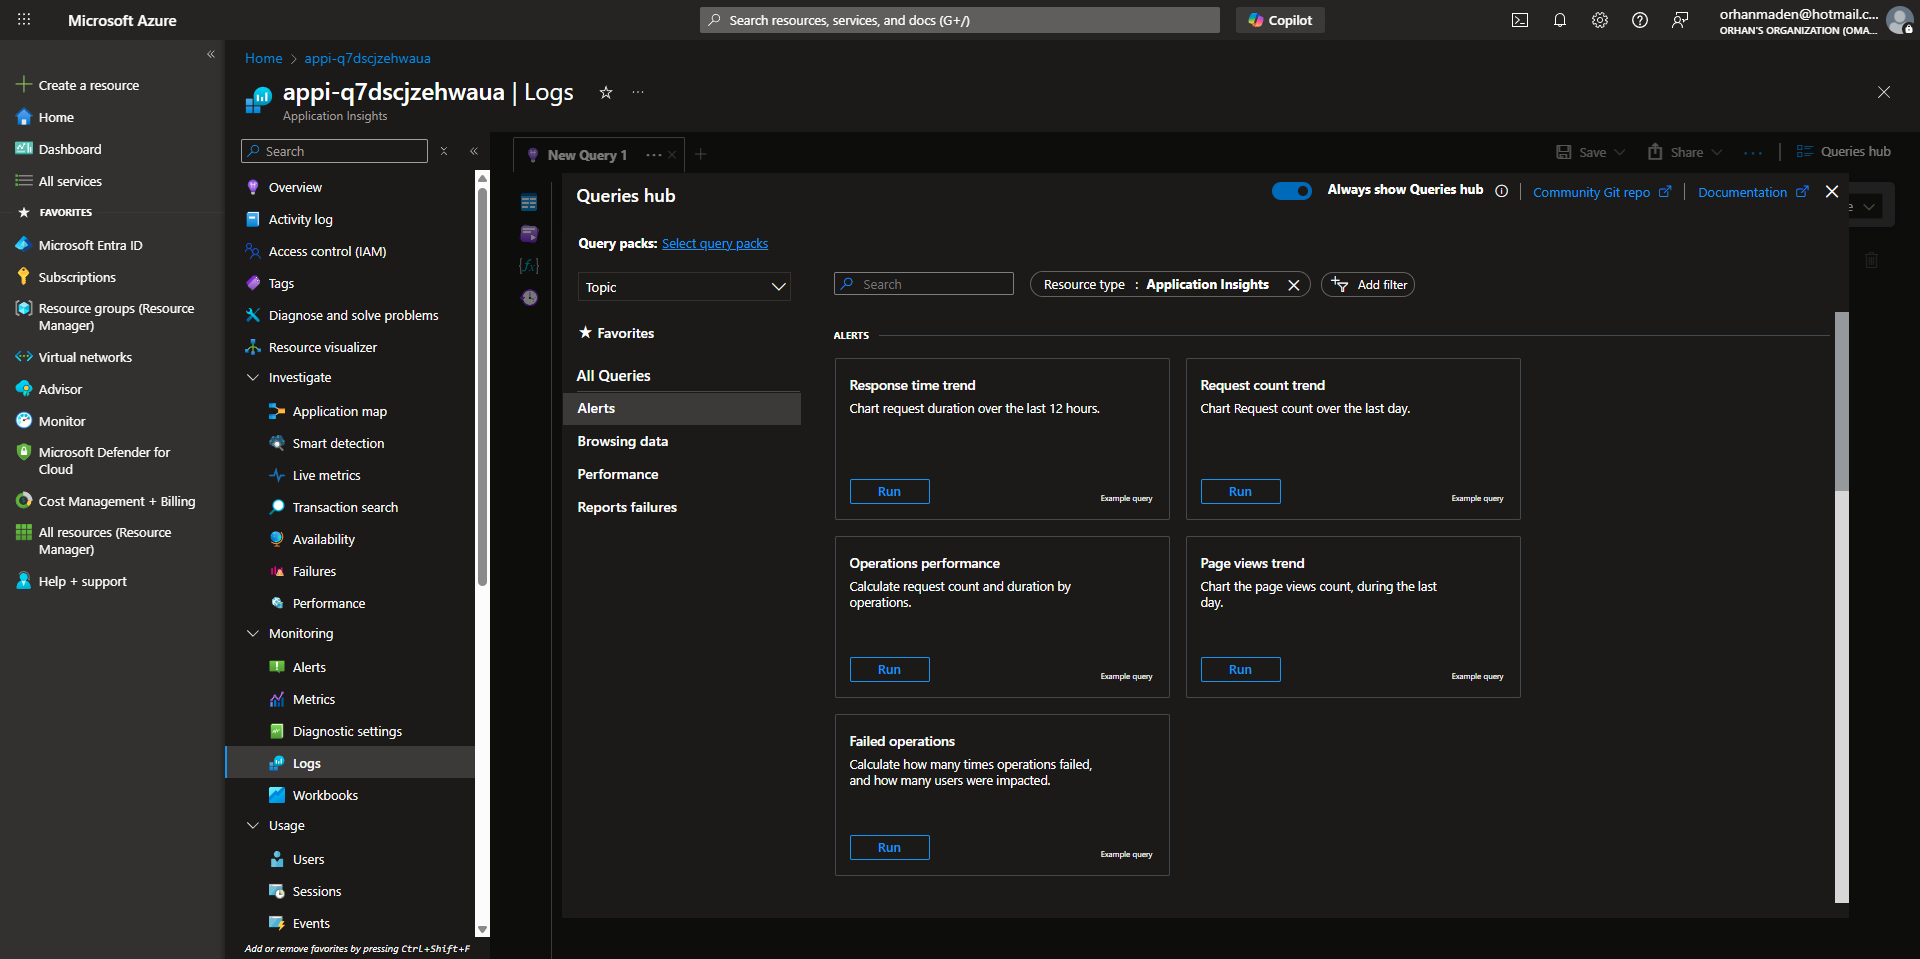 Microsoft Azure
Search resources, services, and docs (G+/)
Copilot
orhanmaden@hotmail.c...
ORHAN'S ORGANIZATION (OMA...
Create a resource
Home
Dashboard
All services
FAVORITES
Microsoft Entra ID
Subscriptions
Resource groups (Resource
Manager)
Virtual networks
Advisor
Monitor
Microsoft Defender for
Cloud
Cost Management + Billing
All resources (Resource
Manager)
Help + support
Home > appi-q7dscjzehwaua
appi-q7dscjzehwaua | Logs
Application Insights
Search
Overview
Activity log
Access control (IAM)
Tags
Diagnose and solve problems
Resource visualizer
Investigate
Application map
Smart detection
Live metrics
Transaction search
Availability
Failures
Performance
Monitoring
Alerts
Metrics
Diagnostic settings
Logs
Workbooks
Usage
Users
Sessions
Events
Add or remove favorites by pressing Ctrl+Shift+F
New Query 1
Save
Share
Queries hub
Queries hub
Always show Queries hub
Community Git repo
Documentation
Query packs: Select query packs
Topic
Search
Resource type : Application Insights
Add filter
Favorites
All Queries
Alerts
Browsing data
Performance
Reports failures
ALERTS
Response time trend
Chart request duration over the last 12 hours.
Run
Example query
Request count trend
Chart Request count over the last day.
Run
Example query
Operations performance
Calculate request count and duration by
operations.
Run
Example query
Page views trend
Chart the page views count, during the last
day.
Run
Example query
Failed operations
Calculate how many times operations failed,
and how many users were impacted.
Run
Example query